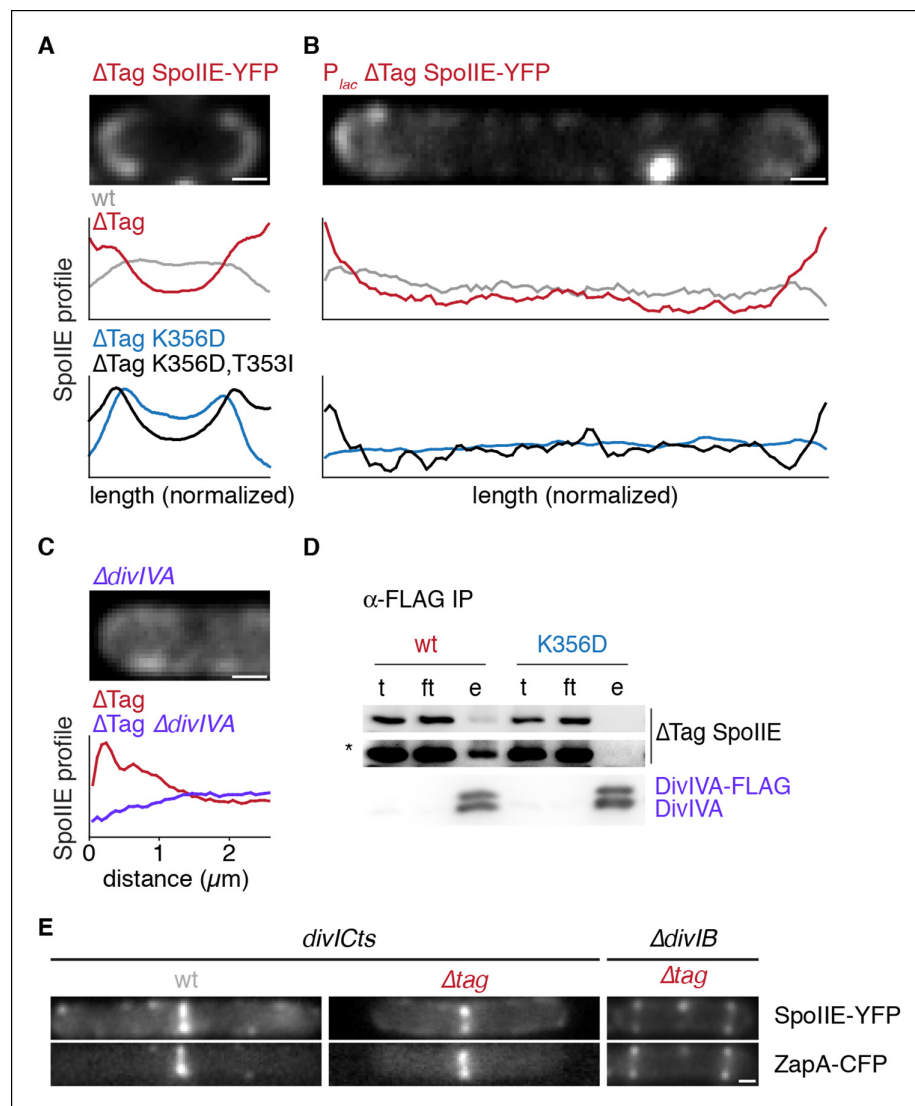 A
B
ΔTag SpoIIE-YFP
P_lac ΔTag SpoIIE-YFP
wt
ΔTag
SpoIIE profile
ΔTag K356D
ΔTag K356D,T353I
length (normalized)
length (normalized)
C
D
ΔdivIVA
α-FLAG IP
wt
K356D
t ft e t ft e
ΔTag SpoIIE
*
DivIVA-FLAG
DivIVA
ΔTag
ΔTag ΔdivIVA
SpoIIE profile
0 1 2
distance (µm)
E
divICts
ΔdivIB
wt
Δtag
Δtag
SpoIIE-YFP
ZapA-CFP